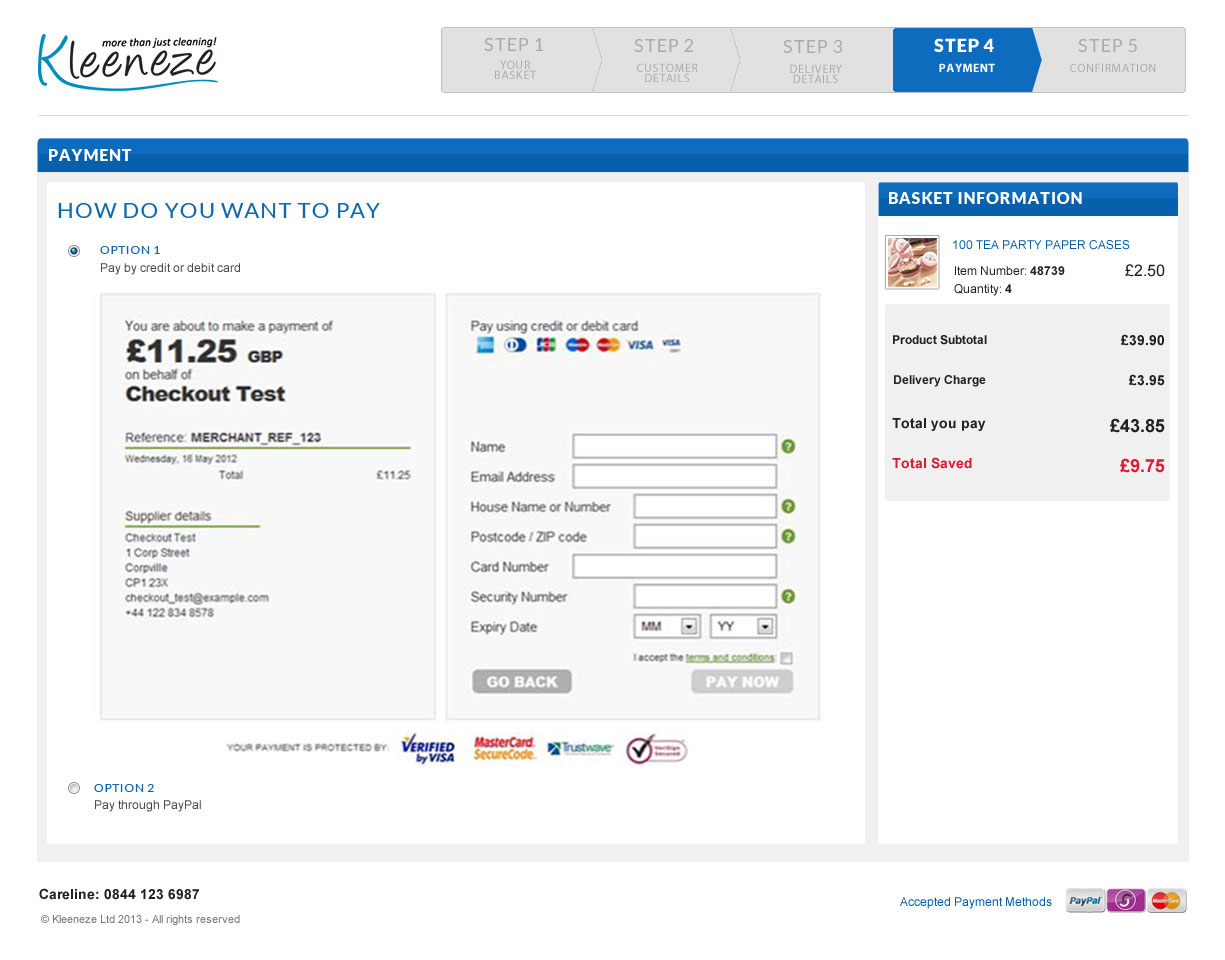 more than just cleaning!
Kleeneze
STEP 1
YOUR
BASKET
STEP 2
CUSTOMER
DETAILS
STEP 3
DELIVERY
DETAILS
STEP 4
PAYMENT
STEP 5
CONFIRMATION
PAYMENT
HOW DO YOU WANT TO PAY
OPTION 1
Pay by credit or debit card
You are about to make a payment of
£11.25 GBP
on behalf of
Checkout Test
Reference: MERCHANT_REF_123
Wednesday, 16 May 2012
Total £11.25
Supplier details
Checkout Test
1 Corp Street
Corpville
CP1 23X
checkout_test@example.com
+44 122 834 8578
Pay using credit or debit card
VISA VISA
Name
Email Address
House Name or Number
Postcode / ZIP code
Card Number
Security Number
Expiry Date MM YY
I accept the terms and conditions:
GO BACK PAY NOW
YOUR PAYMENT IS PROTECTED BY: VERIFIED by VISA MasterCard. SecureCode. Trustwave VeriSign Secured
OPTION 2
Pay through PayPal
BASKET INFORMATION
100 TEA PARTY PAPER CASES
Item Number: 48739 £2.50
Quantity: 4
Product Subtotal £39.90
Delivery Charge £3.95
Total you pay £43.85
Total Saved £9.75
Careline: 0844 123 6987
© Kleeneze Ltd 2013 - All rights reserved
Accepted Payment Methods PayPal MasterCard